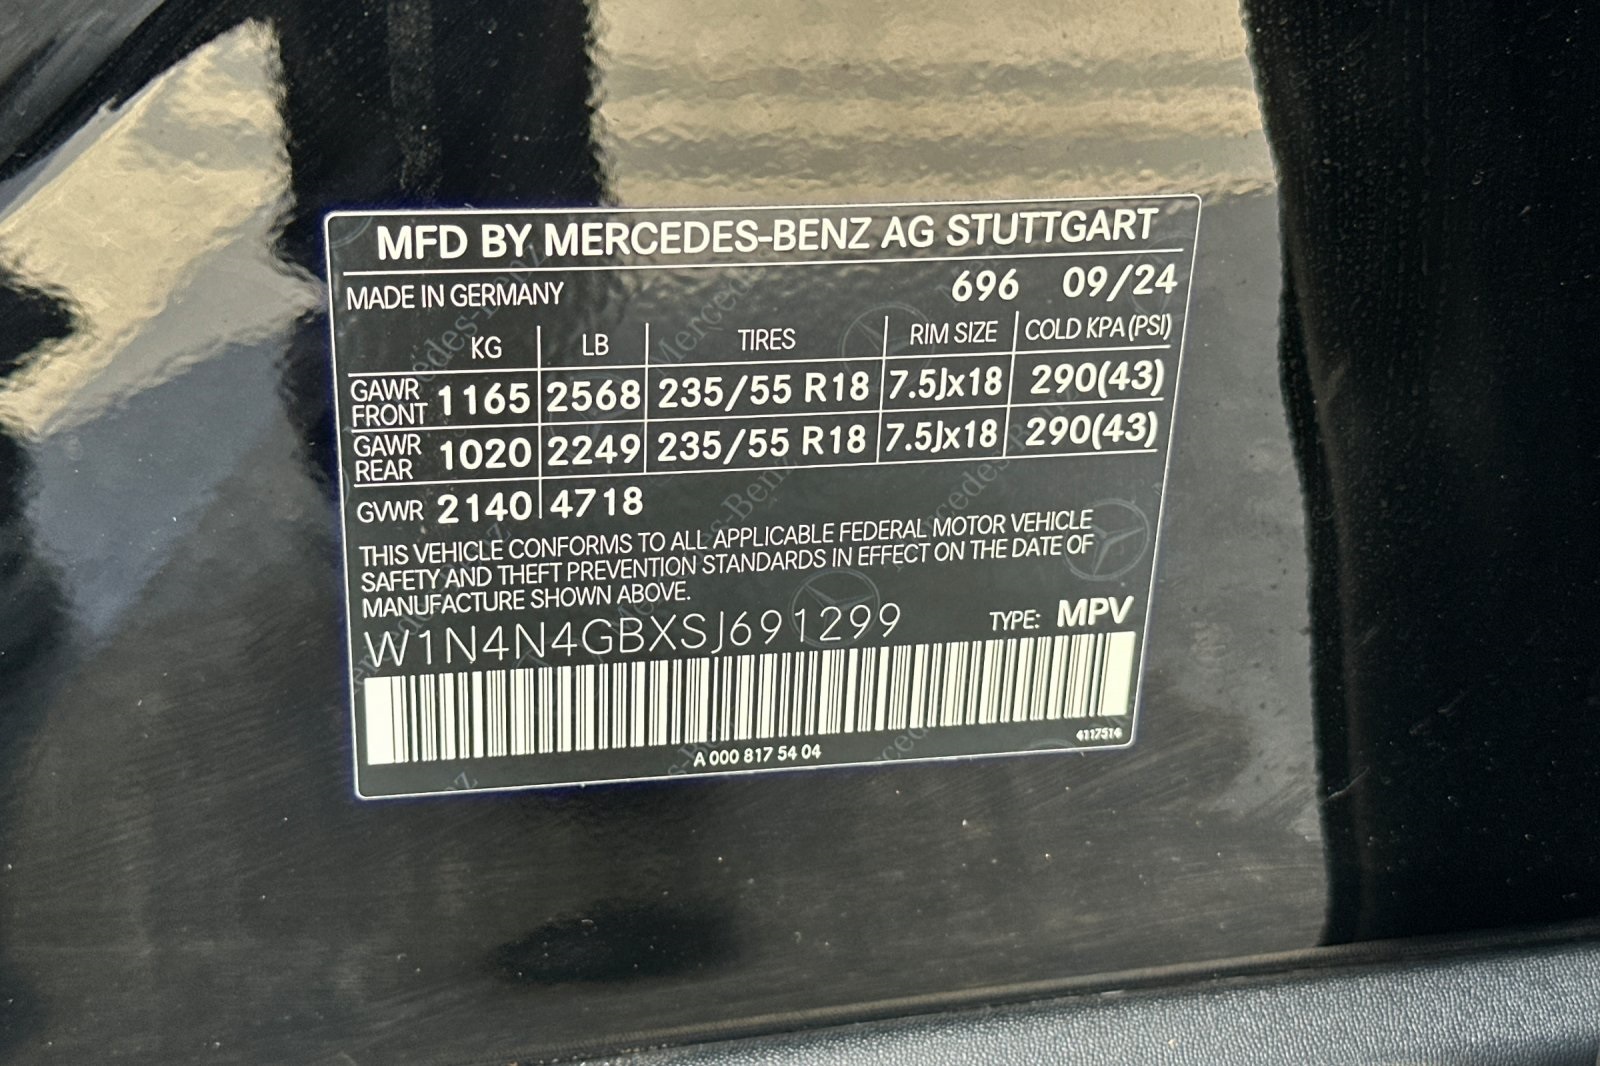 MFD BY MERCEDES-BENZ AG STUTTGART
MADE IN GERMANY 696 09/24
KG LB TIRES RIM SIZE COLD KPA (PSI)
GAWR FRONT 1165 2568 235/55 R18 7.5Jx18 290(43)
GAWR REAR 1020 2249 235/55 R18 7.5Jx18 290(43)
GVWR 2140 4718
THIS VEHICLE CONFORMS TO ALL APPLICABLE FEDERAL MOTOR VEHICLE
SAFETY AND THEFT PREVENTION STANDARDS IN EFFECT ON THE DATE OF
MANUFACTURE SHOWN ABOVE.
W1N4N4GBXSJ691299 TYPE: MPV
A 000 817 54 04 4117514